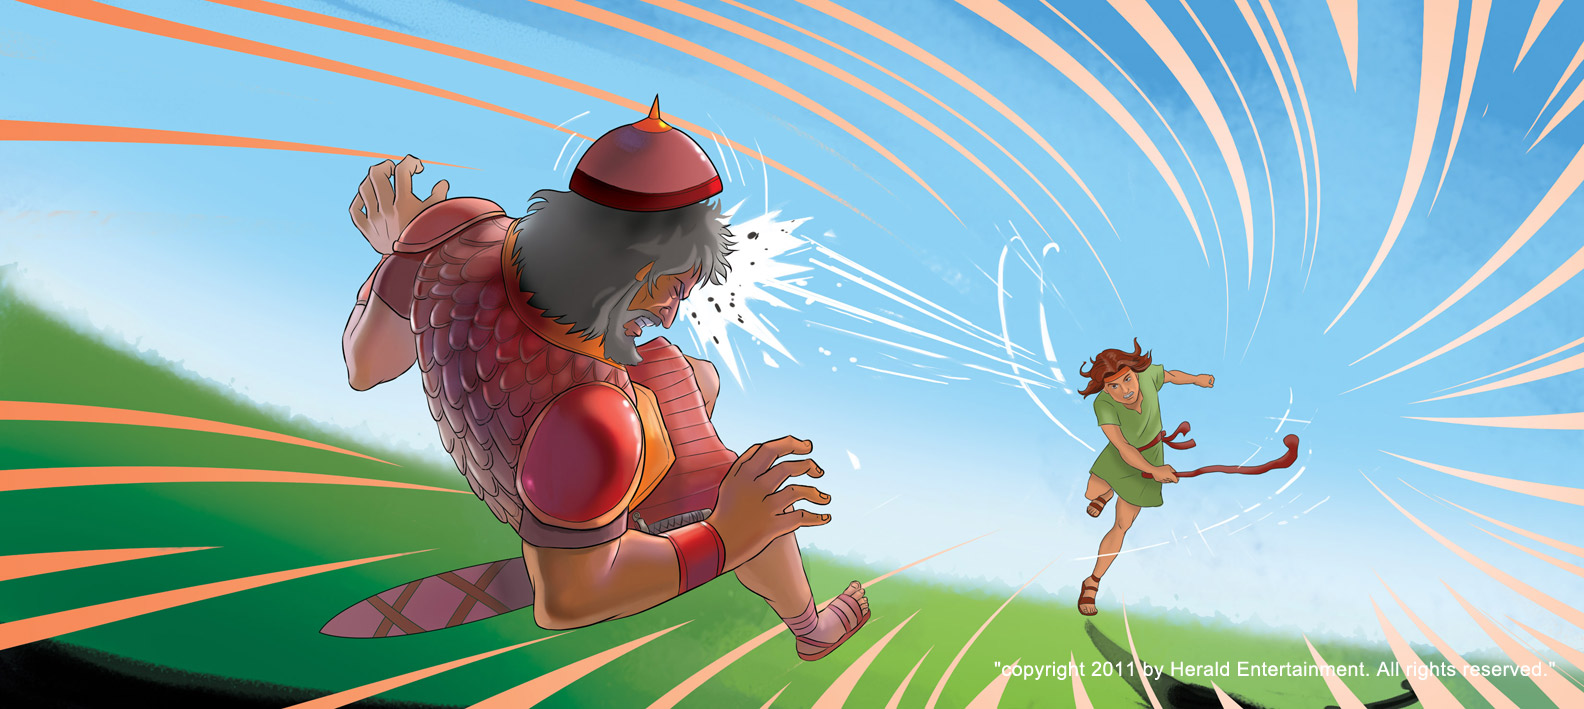 "copyright 2011 by Herald Entertainment. All rights reserved."